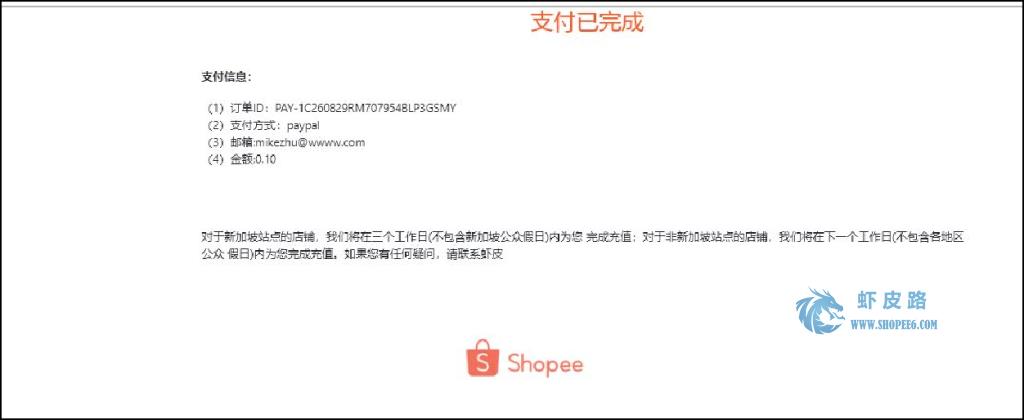 支付已完成
支付信息：
（1）订单ID：PAY-1C260829RM707954BLP3GSMY
（2）支付方式：paypal
（3）邮箱:mikezhu@wwww.com
（4）金额:0.10
对于新加坡站点的店铺，我们将在三个工作日(不包含新加坡公众假日)内为您 完成充值；对于非新加坡站点的店铺，我们将在下一个工作日(不包含各地区
公众 假日)内为您完成充值。如果您有任何疑问，请联系虾皮
虾皮路
WWW.SHOPEE6.COM
Shopee